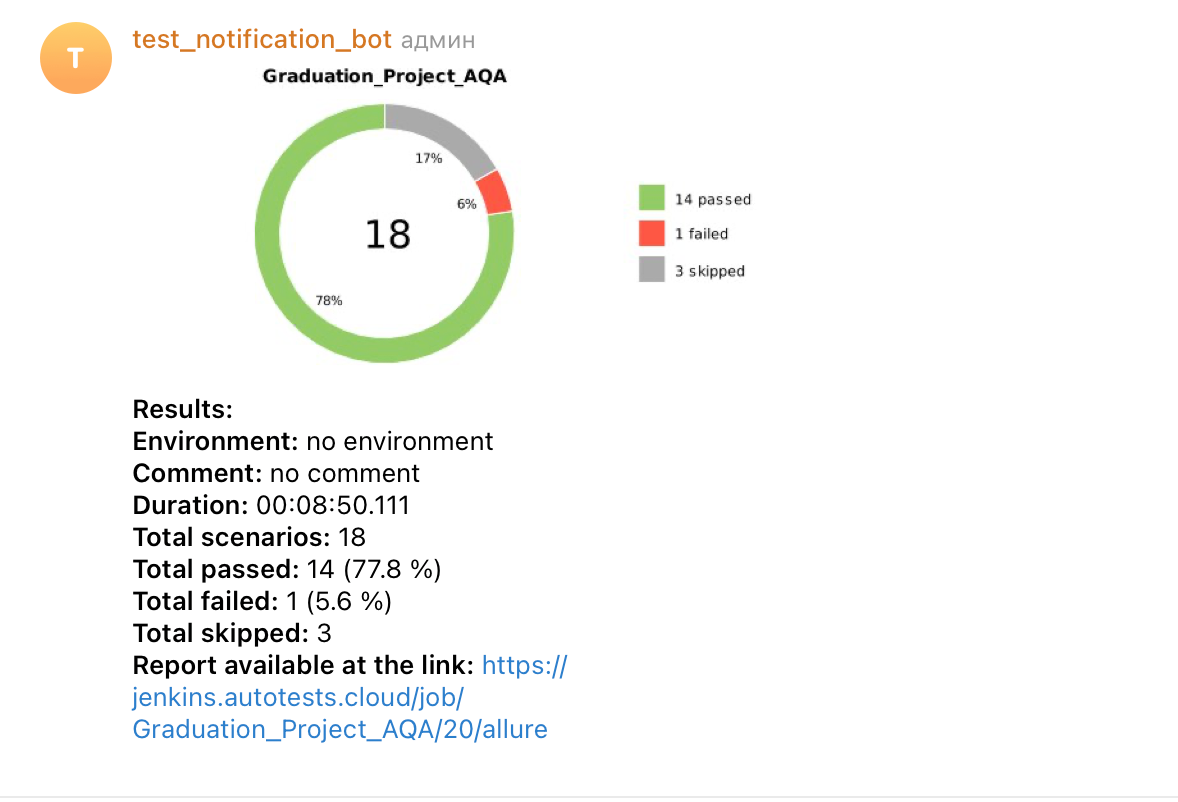 T
test_notification_bot админ
Graduation_Project_AQA
17%
6%
18
78%
14 passed
1 failed
3 skipped
Results:
Environment: no environment
Comment: no comment
Duration: 00:08:50.111
Total scenarios: 18
Total passed: 14 (77.8 %)
Total failed: 1 (5.6 %)
Total skipped: 3
Report available at the link: https://
jenkins.autotests.cloud/job/
Graduation_Project_AQA/20/allure